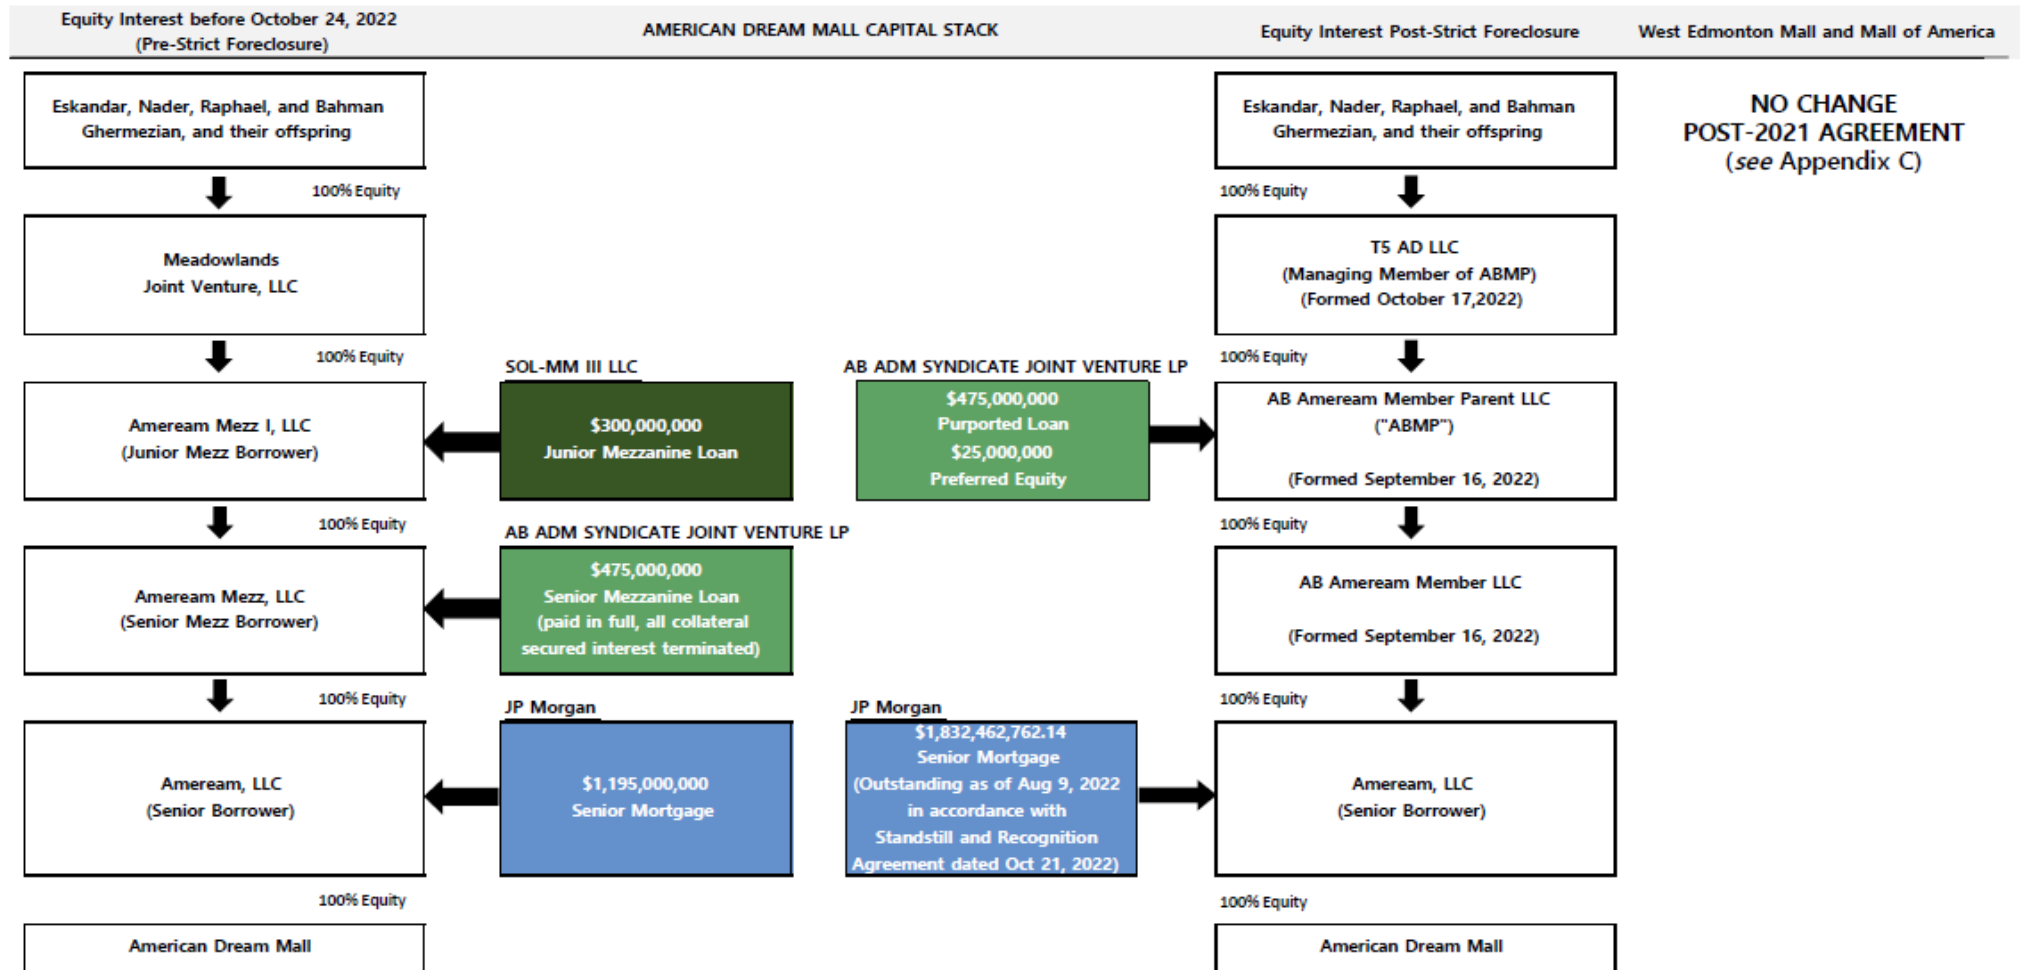 Equity Interest before October 24, 2022
(Pre-Strict Foreclosure)
AMERICAN DREAM MALL CAPITAL STACK
Equity Interest Post-Strict Foreclosure
West Edmonton Mall and Mall of America
Eskandar, Nader, Raphael, and Bahman
Ghermezian, and their offspring
Eskandar, Nader, Raphael, and Bahman
Ghermezian, and their offspring
NO CHANGE
POST-2021 AGREEMENT
(see Appendix C)
100% Equity
100% Equity
Meadowlands
Joint Venture, LLC
T5 AD LLC
(Managing Member of ABMP)
(Formed October 17,2022)
100% Equity
100% Equity
SOL-MM III LLC
AB ADM SYNDICATE JOINT VENTURE LP
Ameream Mezz I, LLC
(Junior Mezz Borrower)
$300,000,000
Junior Mezzanine Loan
$475,000,000
Purported Loan
$25,000,000
Preferred Equity
AB Ameream Member Parent LLC
("ABMP")
(Formed September 16, 2022)
100% Equity
100% Equity
AB ADM SYNDICATE JOINT VENTURE LP
Ameream Mezz, LLC
(Senior Mezz Borrower)
$475,000,000
Senior Mezzanine Loan
(paid in full, all collateral
secured interest terminated)
AB Ameream Member LLC
(Formed September 16, 2022)
100% Equity
100% Equity
JP Morgan
JP Morgan
Ameream, LLC
(Senior Borrower)
$1,195,000,000
Senior Mortgage
$1,832,462,762.14
Senior Mortgage
(Outstanding as of Aug 9, 2022
in accordance with
Standstill and Recognition
Agreement dated Oct 21, 2022)
Ameream, LLC
(Senior Borrower)
100% Equity
100% Equity
American Dream Mall
American Dream Mall